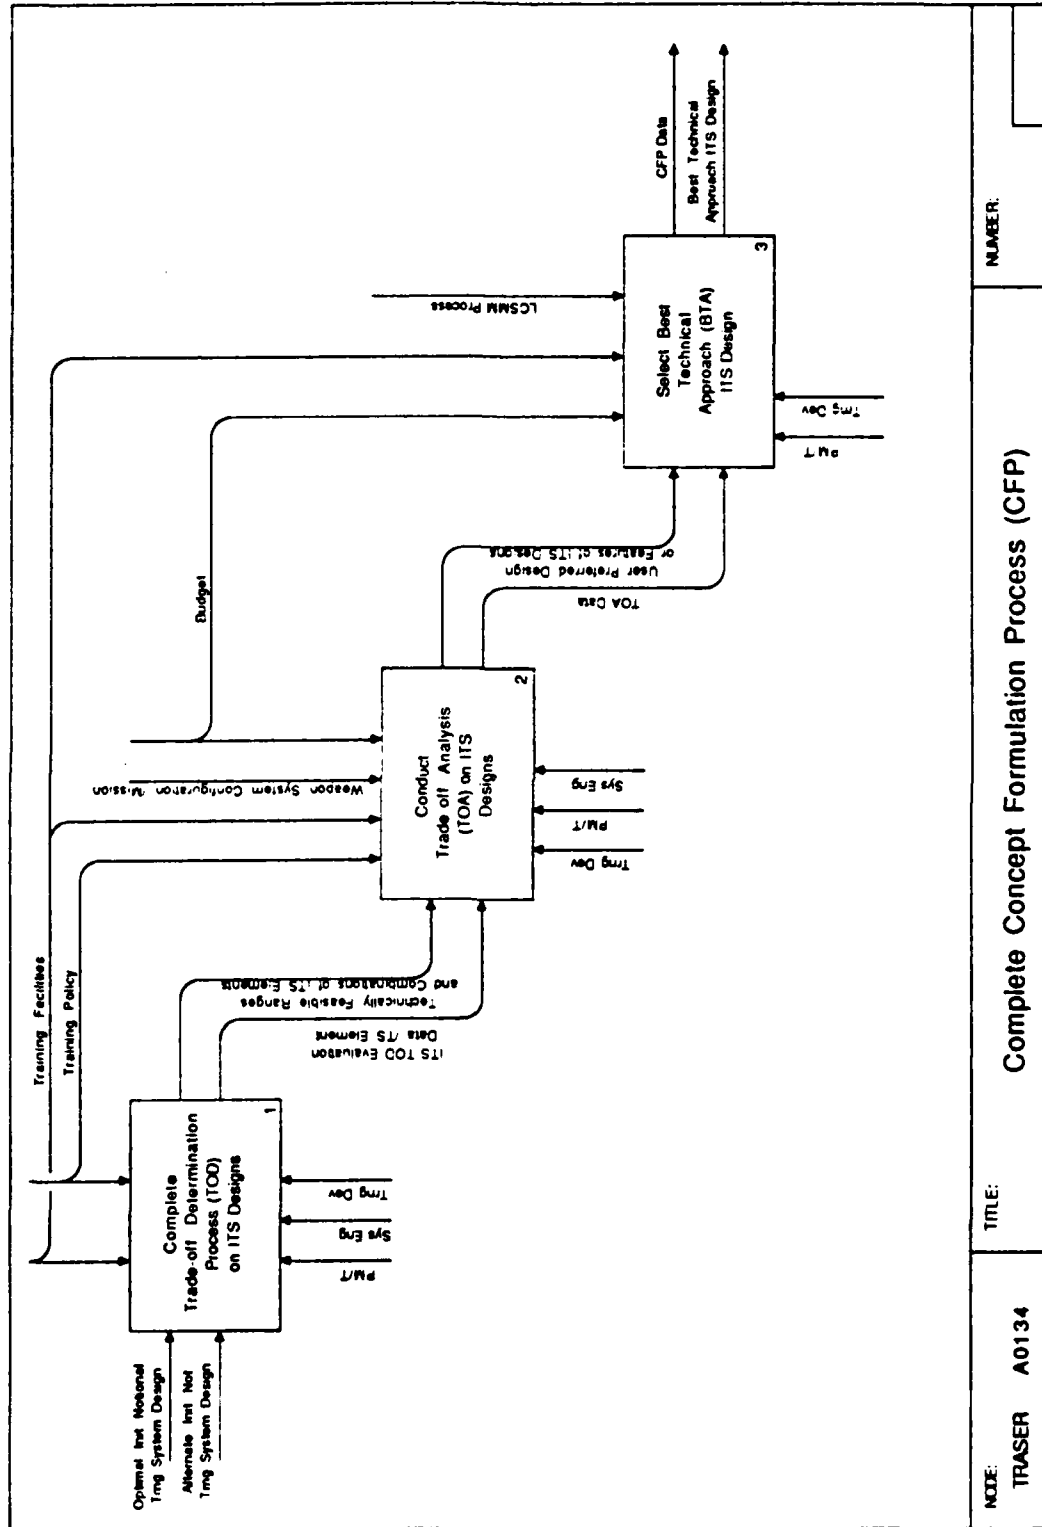 Training Facilities
Training Policy
Budget
Weapon System Configuration /Mission
LCSMM Process
Optimal Init Notional
Trng System Design
Alternate Init Not
Trng System Design
Complete
Trade-off Determination
Process (TOD)
on ITS Designs
1
PM/T
Sys Eng
Trng Dev
Technically Feasible Ranges
and Combinations of ITS Elements
ITS TOD Evaluation
Data /TS Element
Conduct
Trade off Analysis
(TOA) on ITS
Designs
2
Trng Dev
PM/T
Sys Eng
User Preferred Design
or Features of ITS Designs
TOA Data
Select Best
Technical
Approach (BTA)
ITS Design
3
PM/T
Trng Dev
CFP Data
Best Technical
Approach ITS Design
NODE:
TRASER A0134
TITLE:
Complete Concept Formulation Process (CFP)
NUMBER: